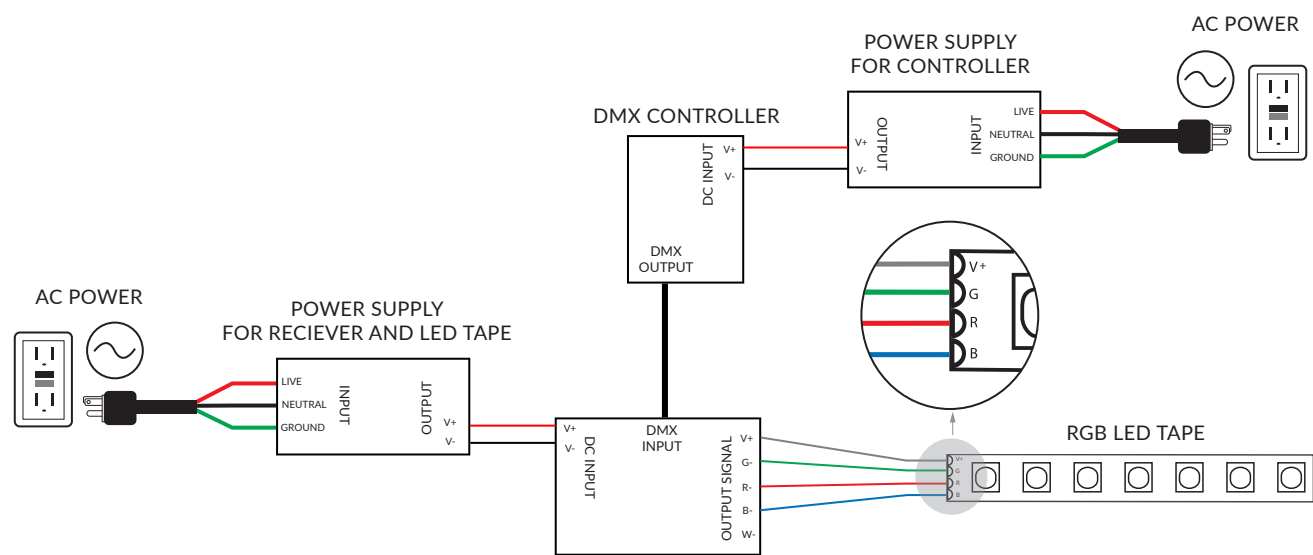 AC POWER
POWER SUPPLY
FOR CONTROLLER
LIVE
NEUTRAL
GROUND
INPUT
OUTPUT
V+
V-
DMX CONTROLLER
V+
V-
DC INPUT
DMX
OUTPUT
V+
G
R
B
AC POWER
POWER SUPPLY
FOR RECIEVER AND LED TAPE
LIVE
NEUTRAL
GROUND
INPUT
OUTPUT
V+
V-
V+
V-
DC INPUT
DMX
INPUT
OUTPUT SIGNAL
V+
G-
R-
B-
W-
RGB LED TAPE
V+
G
R
B